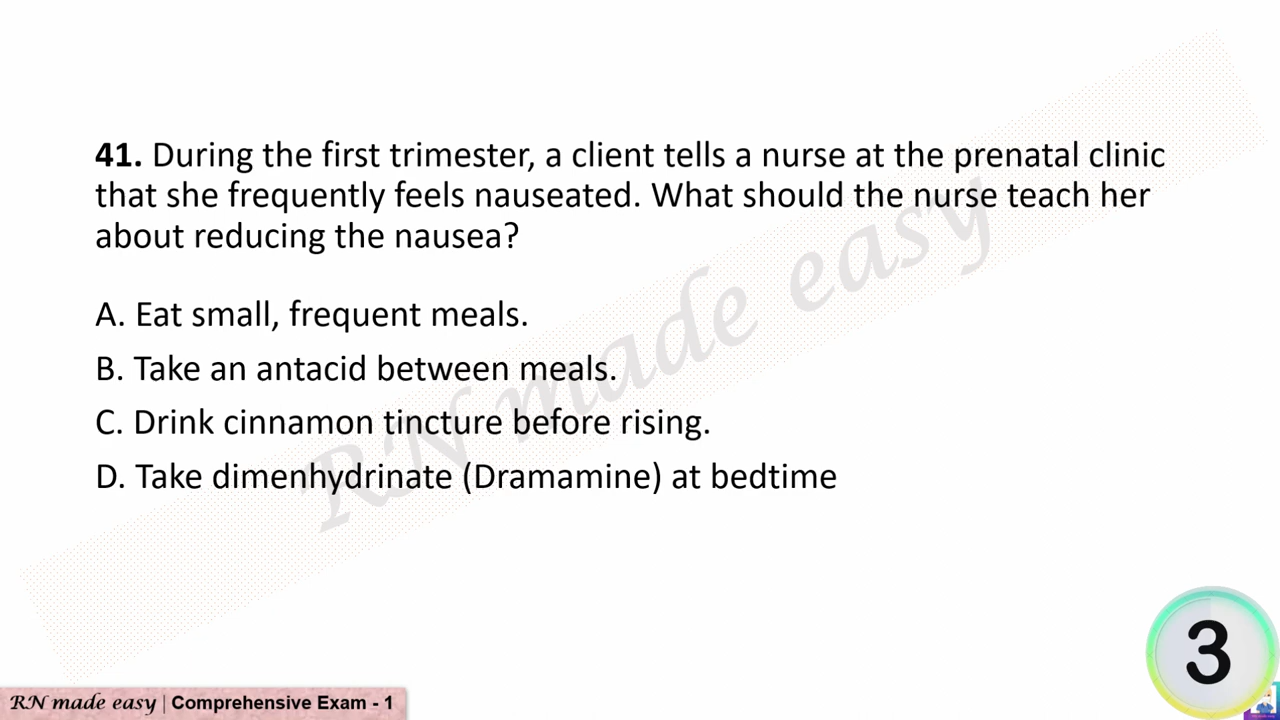 41. During the first trimester, a client tells a nurse at the prenatal clinic
that she frequently feels nauseated. What should the nurse teach her
about reducing the nausea?
A. Eat small, frequent meals.
B. Take an antacid between meals.
C. Drink cinnamon tincture before rising.
D. Take dimenhydrinate (Dramamine) at bedtime
RN made easy
3
RN made easy | Comprehensive Exam - 1